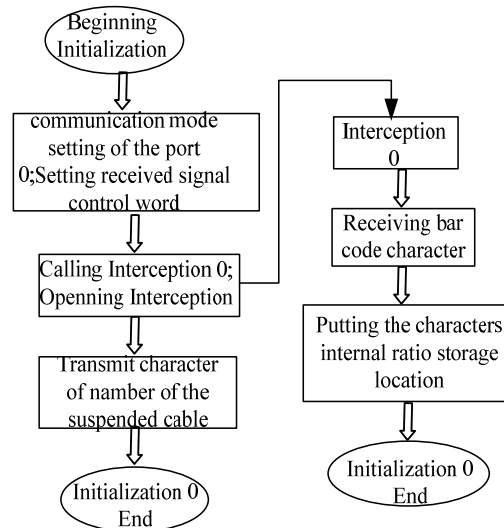 Beginning
Initialization
communication mode
setting of the port
0;Setting received signal
control word
Calling Interception 0;
Openning Interception
Transmit character
of namber of the
suspended cable
Initialization 0
End
Interception
0
Receiving bar
code character
Putting the characters
internal ratio storage
location
Initialization 0
End